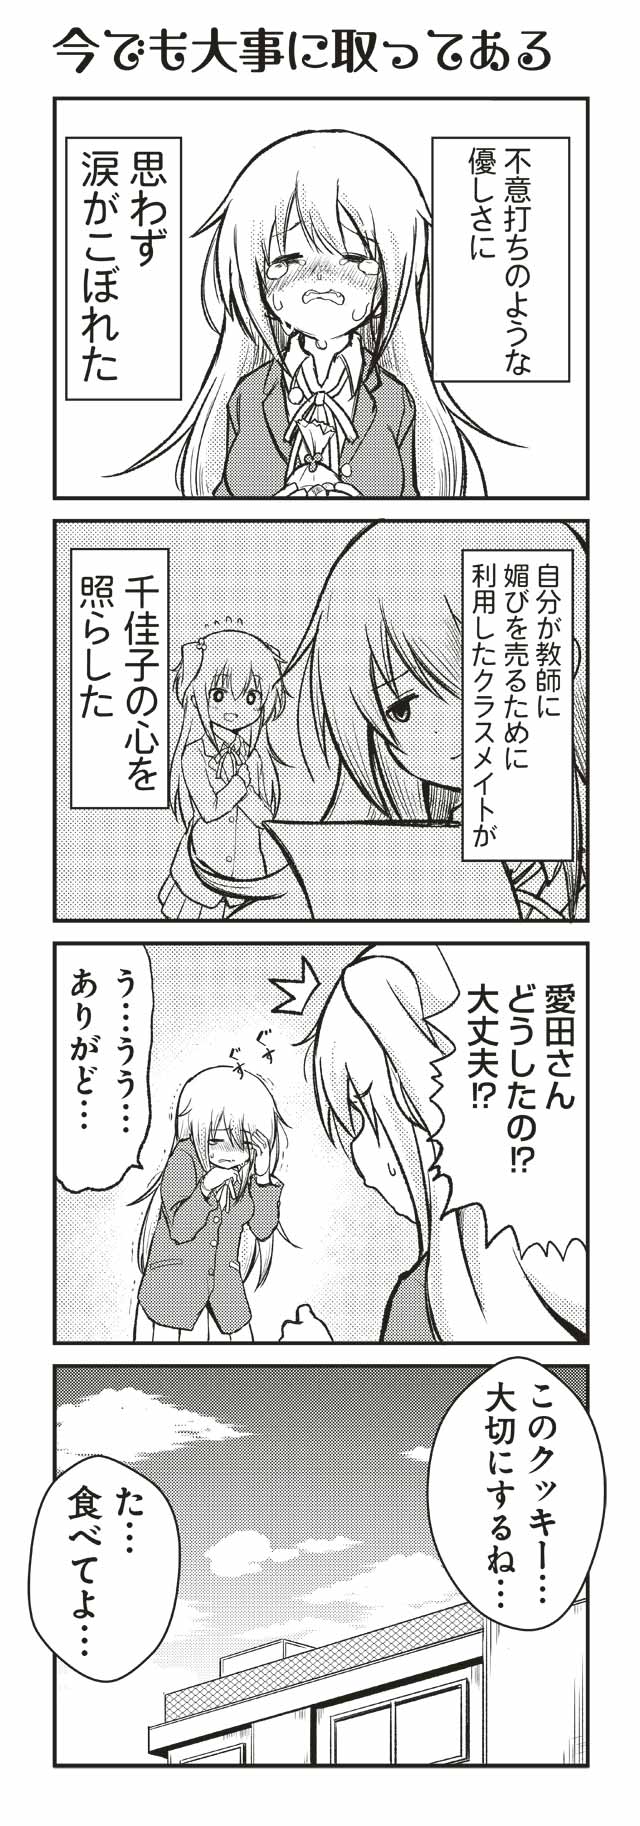 今でも大事に取ってある
不意打ちのような
優しさに
思わず
涙がこぼれた
自分が教師に
媚びを売るために
利用したクラスメイトが
千佳子の心を
照らした
愛田さん
どうしたの!?
大丈夫!?
ぐす
ぐす
う…うう…
ありがど…
このクッキー…
大切にするね…
た…
食べてよ…